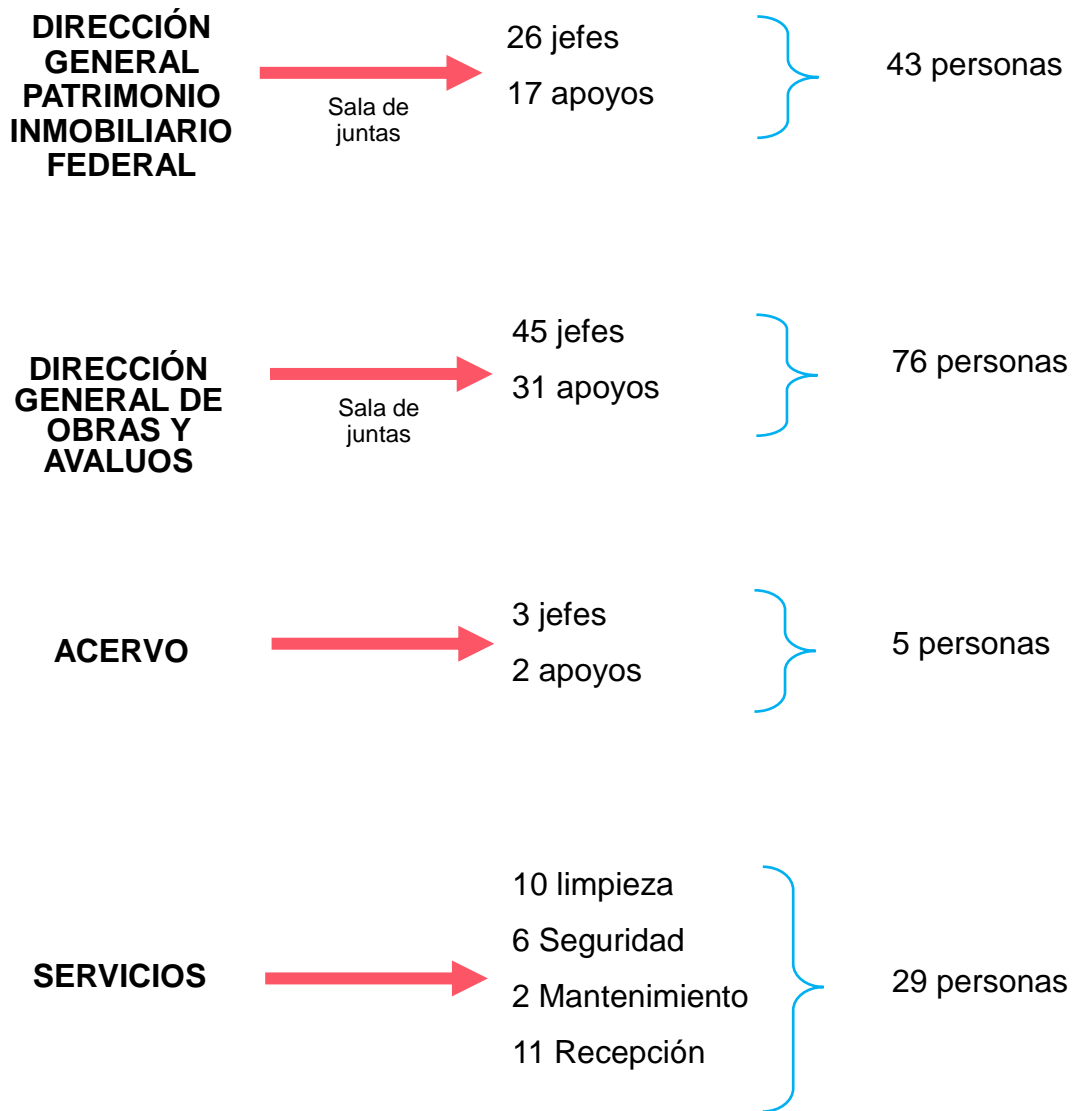 DIRECCIÓN
GENERAL
PATRIMONIO
INMOBILIARIO
FEDERAL
Sala de
juntas
26 jefes
17 apoyos
43 personas
DIRECCIÓN
GENERAL DE
OBRAS Y
AVALUOS
Sala de
juntas
45 jefes
31 apoyos
76 personas
ACERVO
3 jefes
2 apoyos
5 personas
SERVICIOS
10 limpieza
6 Seguridad
2 Mantenimiento
11 Recepción
29 personas